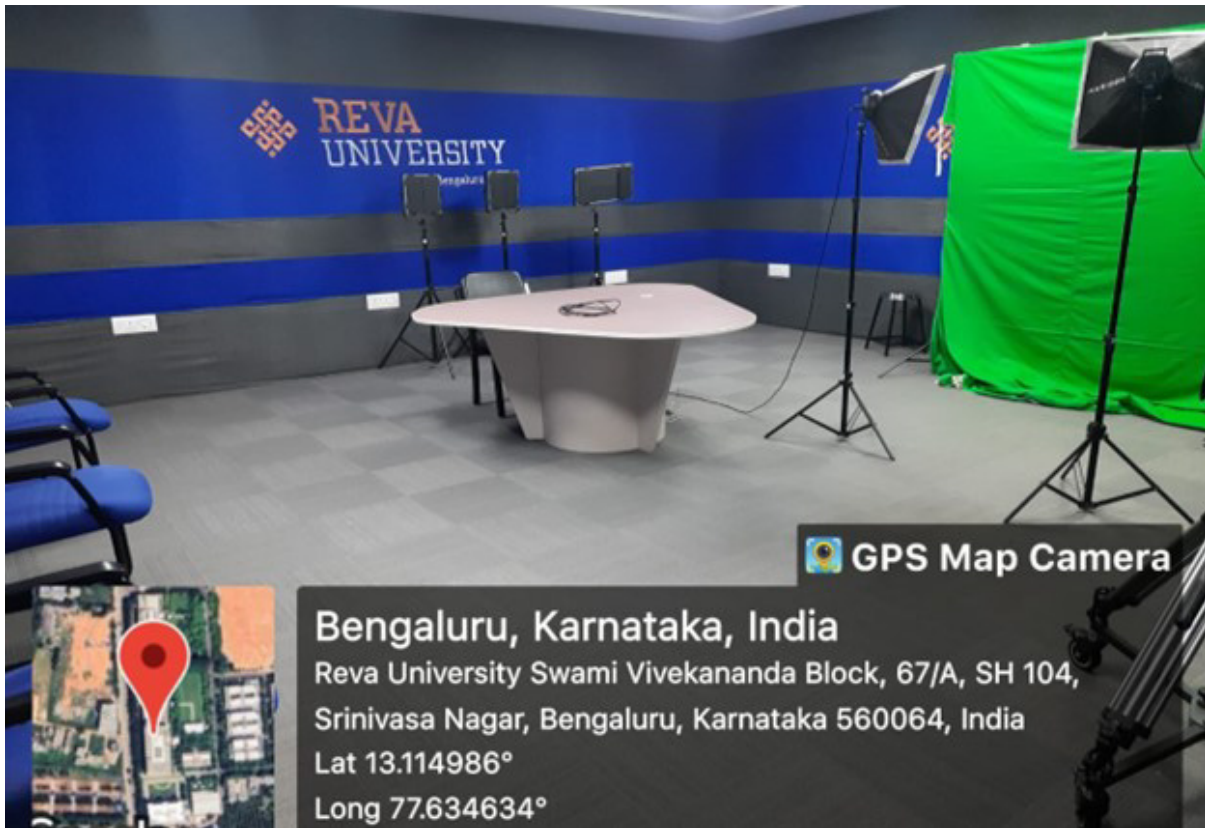 REVA
UNIVERSITY
Bengaluru
GPS Map Camera
Bengaluru, Karnataka, India
Reva University Swami Vivekananda Block, 67/A, SH 104,
Srinivasa Nagar, Bengaluru, Karnataka 560064, India
Lat 13.114986°
Long 77.634634°